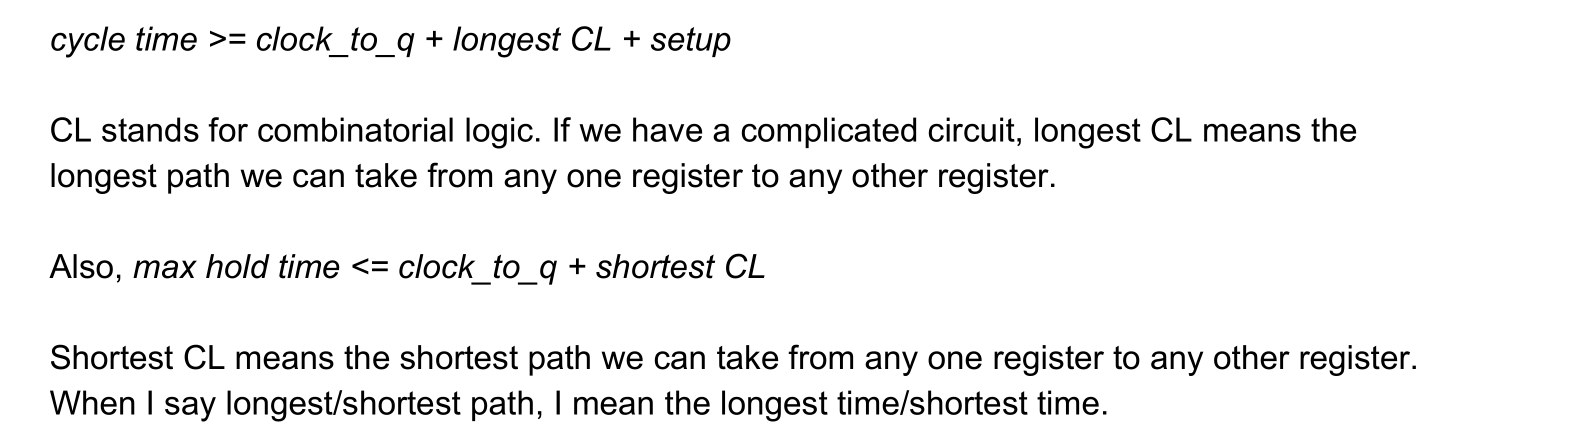 cycle time >= clock_to_q + longest CL + setup
CL stands for combinatorial logic. If we have a complicated circuit, longest CL means the
longest path we can take from any one register to any other register.
Also, max hold time <= clock_to_q + shortest CL
Shortest CL means the shortest path we can take from any one register to any other register.
When I say longest/shortest path, I mean the longest time/shortest time.